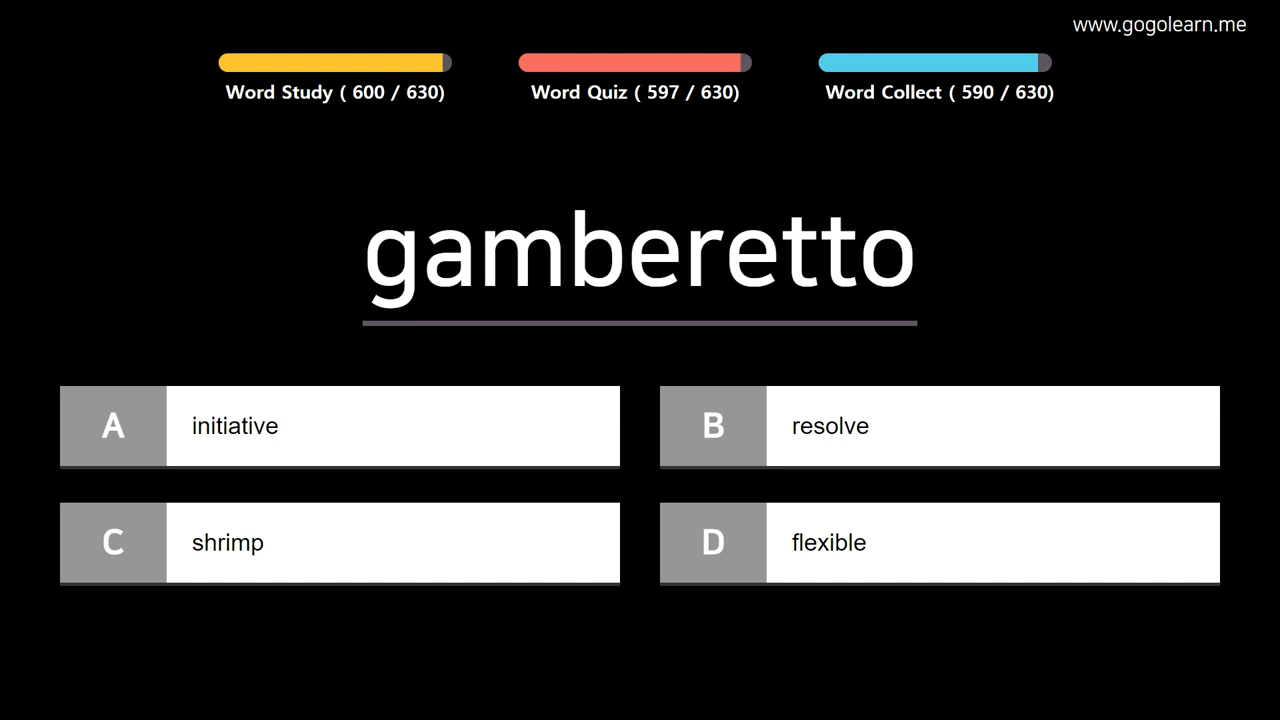 www.gogolearn.me
Word Study ( 600 / 630)
Word Quiz ( 597 / 630)
Word Collect ( 590 / 630)
gamberetto
A initiative
B resolve
C shrimp
D flexible